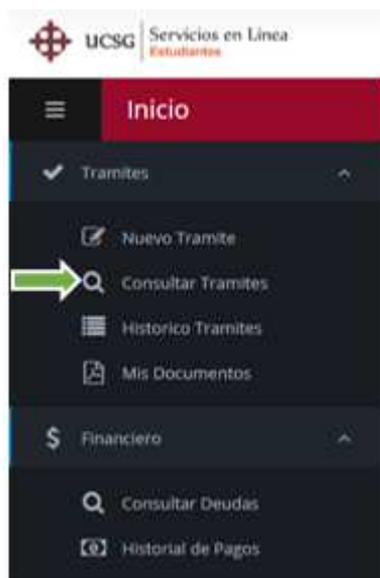 UCSG Servicios en Línea
Estudiantes
Inicio
Tramites
Nuevo Tramite
Consultar Tramites
Historico Tramites
Mis Documentos
Financiero
Consultar Deudas
Historial de Pagos